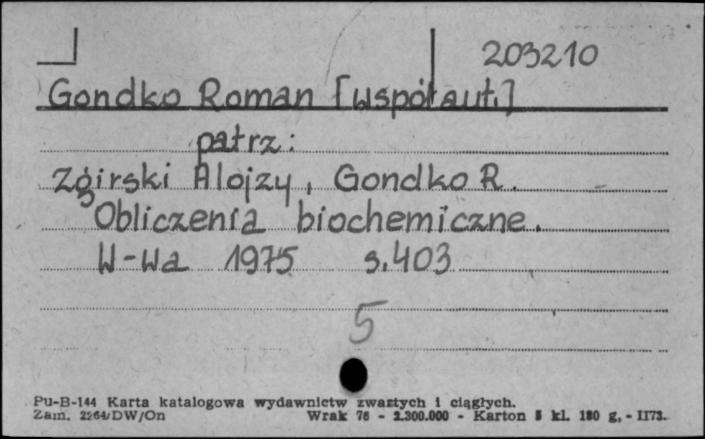 203210
Gondko Roman [współaut.]
patrz:
Zgirski Alojzy, Gondko R.
Obliczenia biochemiczne.
W-wa 1975 s.403
5
Pu-B-144 Karta katalogowa wydawnictw zwartych i ciągłych.
Zam. 2264/DW/On Wrak 76 - 2.300.000 - Karton 5 kl. 180 g. - II73.